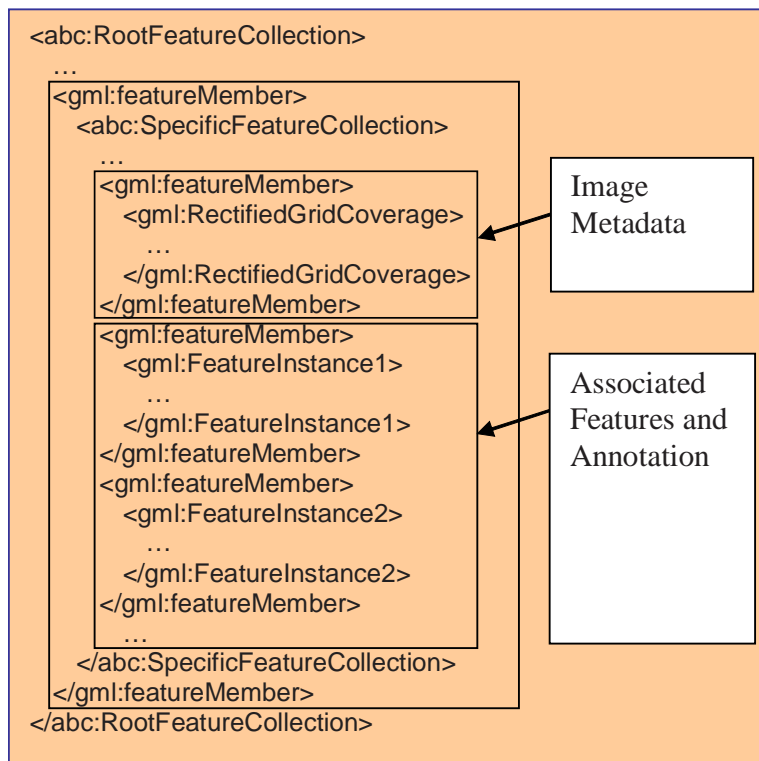 <abc:RootFeatureCollection>
…
<gml:featureMember>
<abc:SpecificFeatureCollection>
…
<gml:featureMember>
<gml:RectifiedGridCoverage>
…
</gml:RectifiedGridCoverage>
</gml:featureMember>
Image
Metadata
<gml:featureMember>
<gml:FeatureInstance1>
…
</gml:FeatureInstance1>
</gml:featureMember>
<gml:featureMember>
<gml:FeatureInstance2>
…
</gml:FeatureInstance2>
</gml:featureMember>
…
Associated
Features and
Annotation
</abc:SpecificFeatureCollection>
</gml:featureMember>
</abc:RootFeatureCollection>